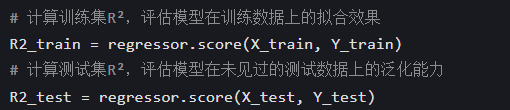 # 计算训练集R²，评估模型在训练数据上的拟合效果
R2_train = regressor.score(X_train, Y_train)
# 计算测试集R²，评估模型在未见过的测试数据上的泛化能力
R2_test = regressor.score(X_test, Y_test)